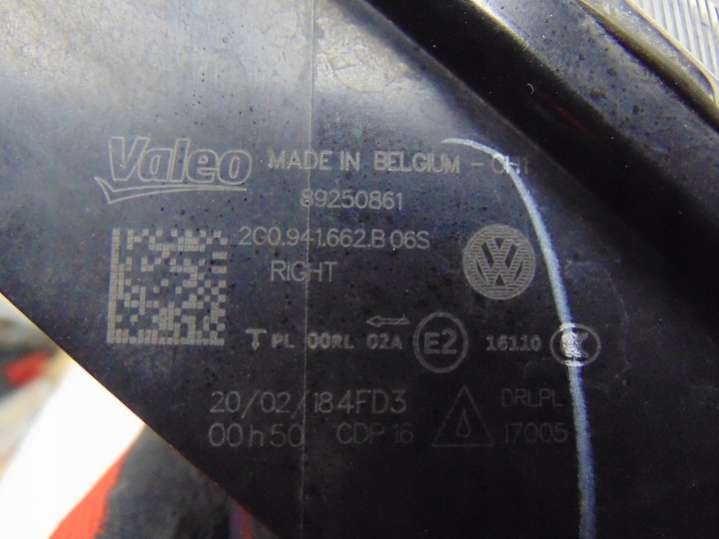 Valeo MADE IN BELGIUM - CH1
89250861
2G0.941.662.B 06S
RIGHT
PL 00RL 02A E2 16110
20/02/18 4FD3 DRLPL
00h50 CDP 16 17005